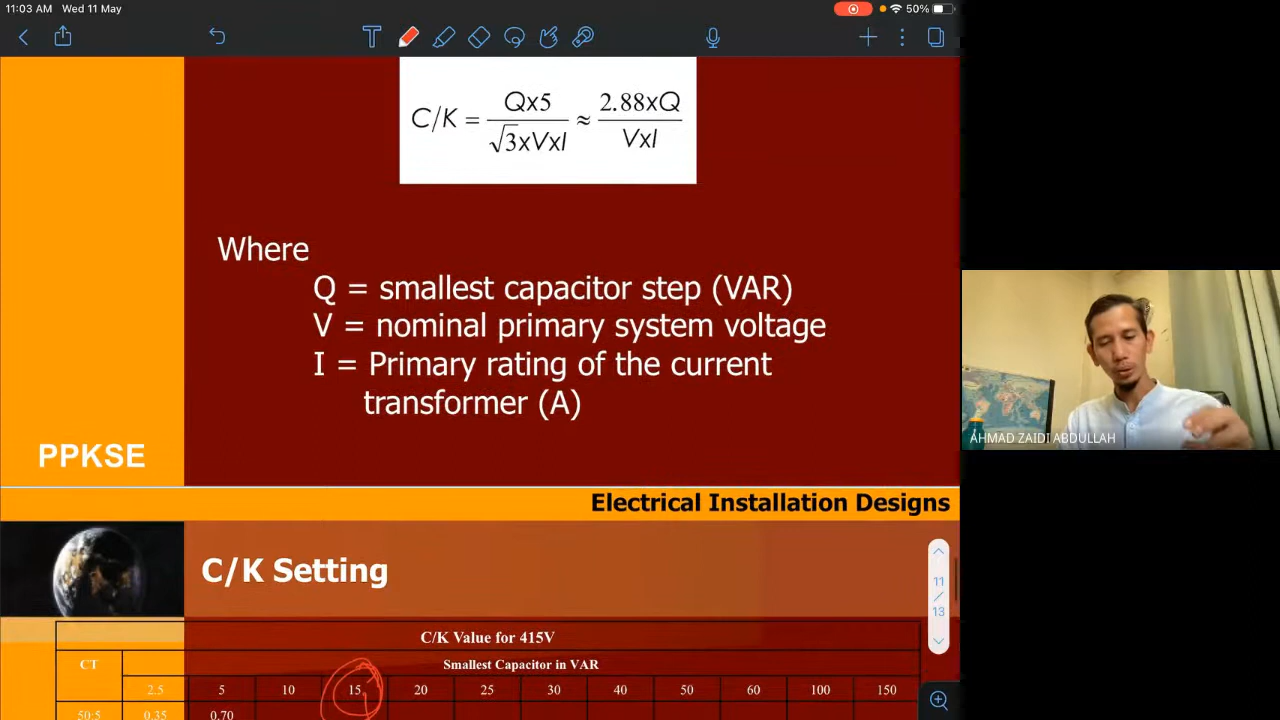 11:03 AM Wed 11 May
50%
C/K = Qx5 / √3xVxI ≈ 2.88xQ / VxI
Where
Q = smallest capacitor step (VAR)
V = nominal primary system voltage
I = Primary rating of the current
transformer (A)
PPKSE
Electrical Installation Designs
C/K Setting
11
/
13
C/K Value for 415V
CT
Smallest Capacitor in VAR
2.5 5 10 15 20 25 30 40 50 60 100 150
50:5 0.35 0.70
AHMAD ZAIDI ABDULLAH